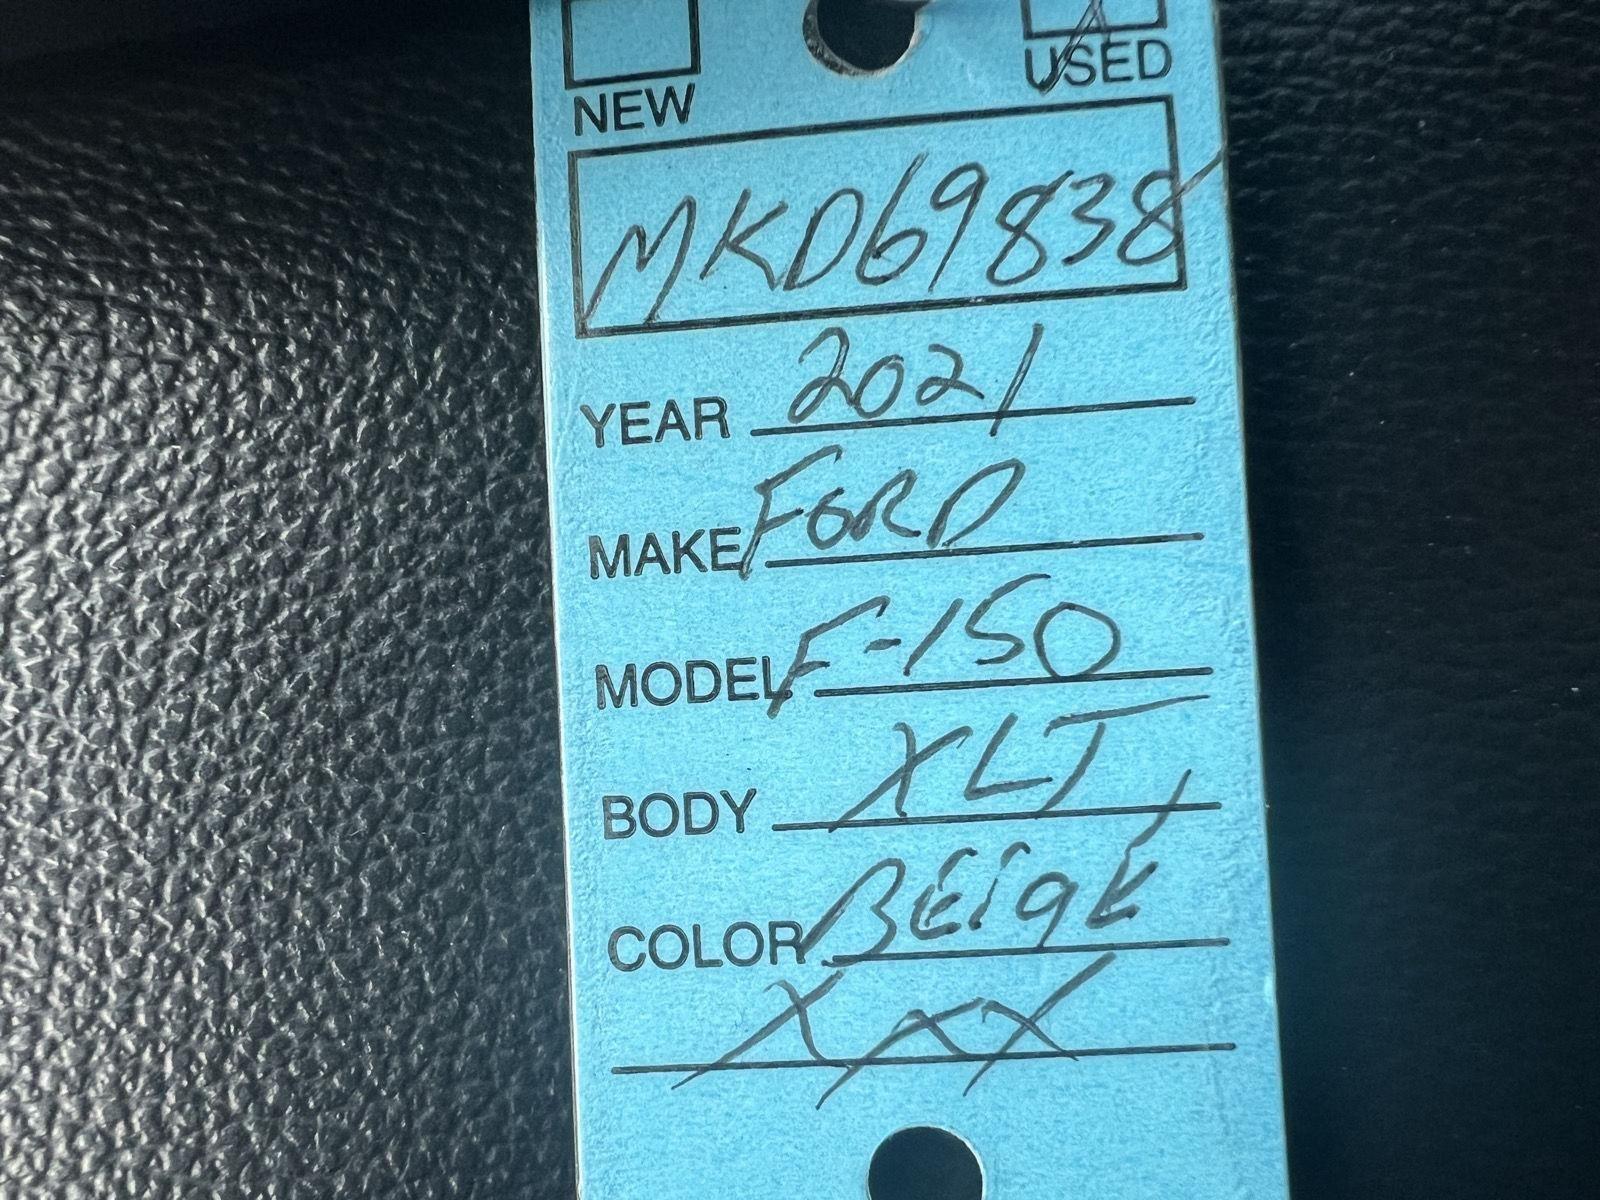 NEW USED
MKD69838
YEAR 2021
MAKE FORD
MODEL F-150
BODY XLT
COLOR BEigE
XXX